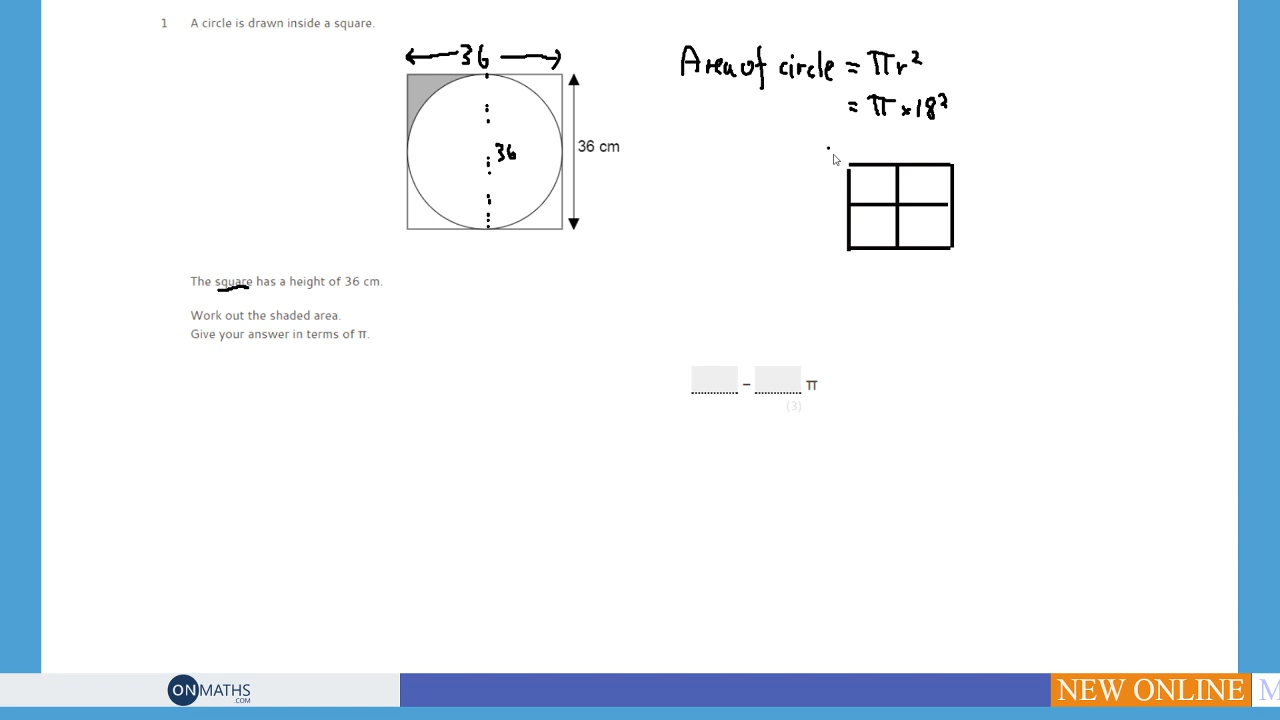 1 A circle is drawn inside a square.
36
36
36 cm
Area of circle = πr²
= π × 18²
The square has a height of 36 cm.
Work out the shaded area.
Give your answer in terms of π.
– π
(3)
ONMATHS
.COM
NEW ONLINE M